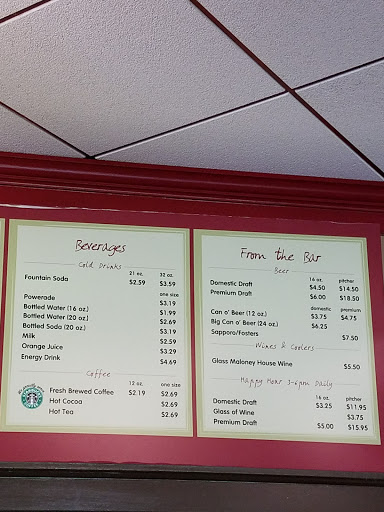 Beverages
Cold Drinks
21 oz. 32 oz.
Fountain Soda $2.59 $3.59
one size
Powerade $3.19
Bottled Water (16 oz.) $1.99
Bottled Water (20 oz.) $2.69
Bottled Soda (20 oz.) $3.19
Milk $2.59
Orange Juice $3.29
Energy Drink $4.69
Coffee
12 oz. one size
Fresh Brewed Coffee $2.19 $2.69
Hot Cocoa $2.69
Hot Tea $2.69
From the Bar
Beer
16 oz. pitcher
Domestic Draft $4.50 $14.50
Premium Draft $6.00 $18.50
domestic premium
Can o' Beer (12 oz.) $3.75 $4.75
Big Can o' Beer (24 oz.) $6.25
Sapporo/Fosters $7.50
Wines & Coolers
Glass Maloney House Wine $5.50
Happy Hour 3-6pm Daily
16 oz. pitcher
Domestic Draft $3.25 $11.95
Glass of Wine $3.75
Premium Draft $5.00 $15.95